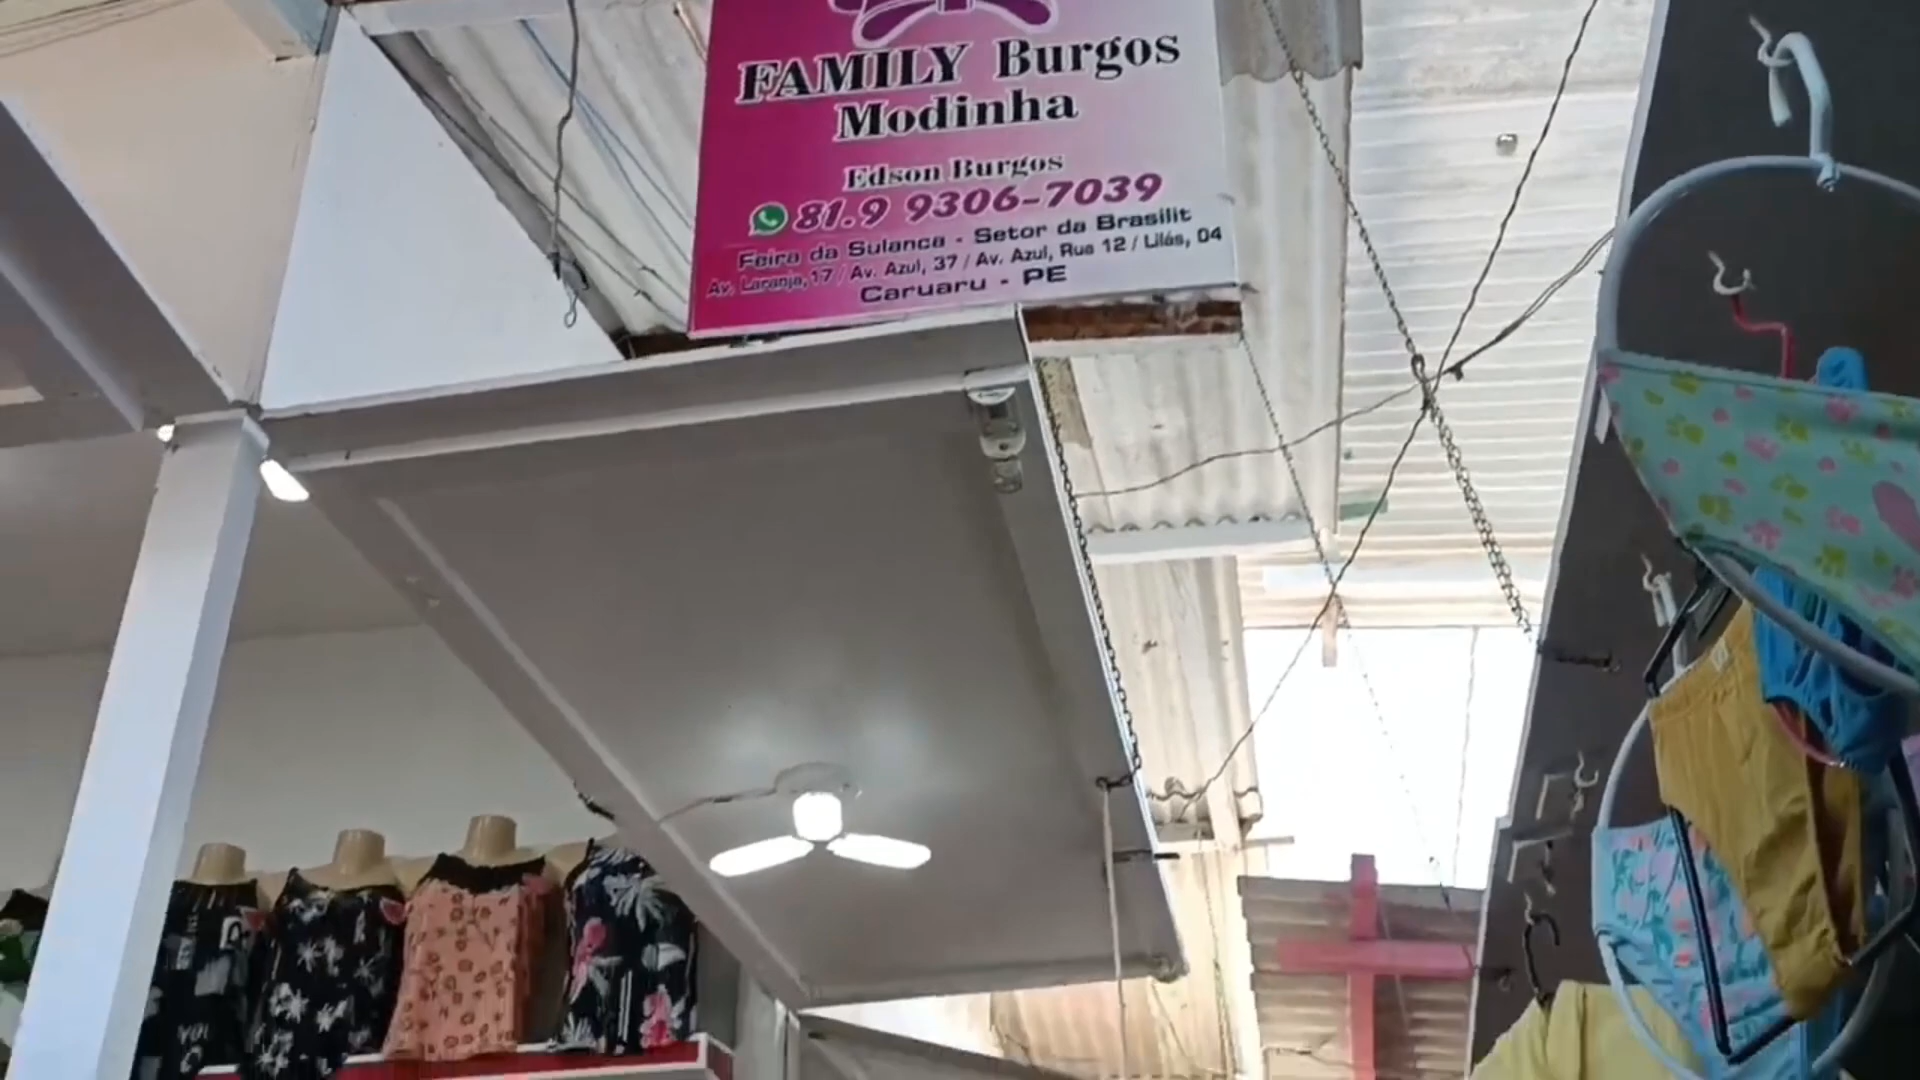 FAMILY Burgos
Modinha
Edson Burgos
81.9 9306-7039
Feira da Sulanca - Setor da Brasilit
Av. Laranja, 17 / Av. Azul, 37 / Av. Azul, Rua 12 / Lilás, 04
Caruaru - PE